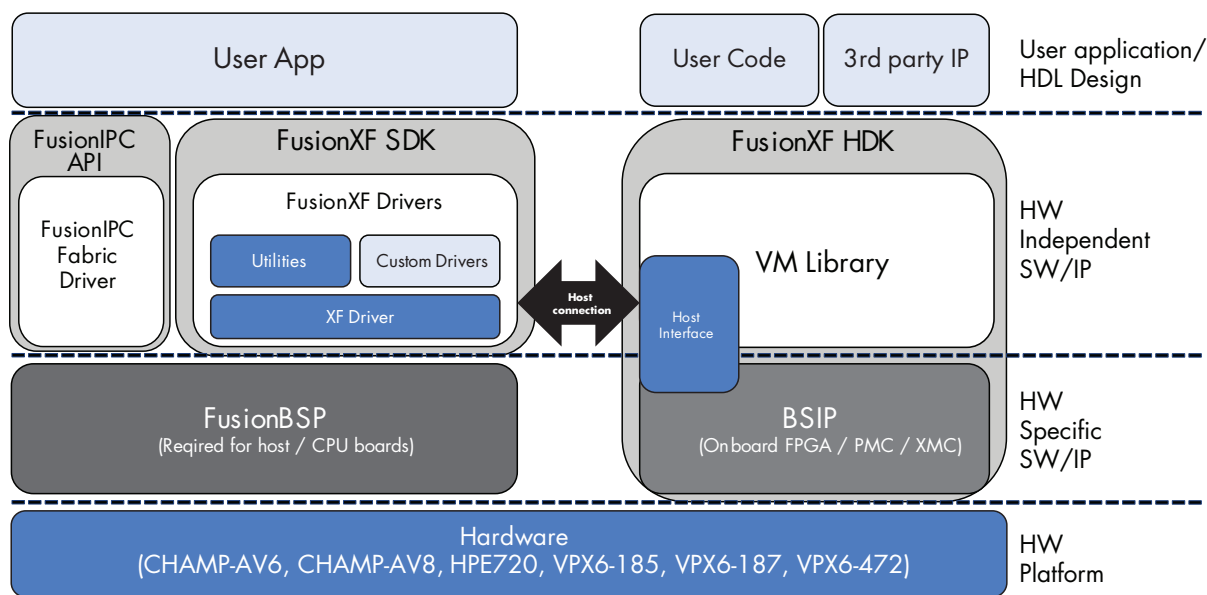 User App
User Code
3rd party IP
User application/
HDL Design
FusionIPC
API
FusionXF SDK
FusionXF HDK
FusionIPC
Fabric
Driver
FusionXF Drivers
Utilities
Custom Drivers
XF Driver
Host
connection
VM Library
Host
Interface
HW
Independent
SW/IP
FusionBSP
(Reqired for host / CPU boards)
BSIP
(Onboard FPGA / PMC / XMC)
HW
Specific
SW/IP
Hardware
(CHAMP-AV6, CHAMP-AV8, HPE720, VPX6-185, VPX6-187, VPX6-472)
HW
Platform